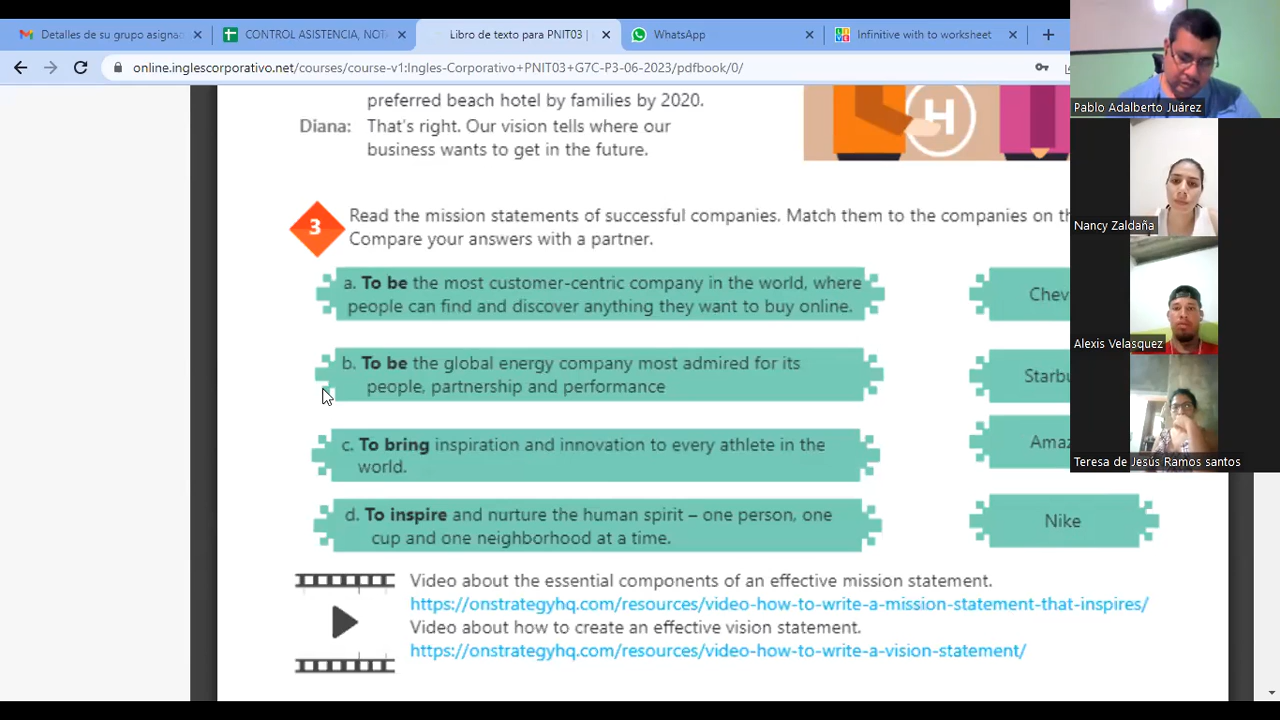 Detalles de su grupo asigna
CONTROL ASISTENCIA, NOT
Libro de texto para PNIT03 |
WhatsApp
Infinitive with to worksheet
online.inglescorporativo.net/courses/course-v1:Ingles-Corporativo+PNIT03+G7C-P3-06-2023/pdfbook/0/
preferred beach hotel by families by 2020.
Diana: That's right. Our vision tells where our
business wants to get in the future.
H
3
Read the mission statements of successful companies. Match them to the companies on th
Compare your answers with a partner.
a. To be the most customer-centric company in the world, where
people can find and discover anything they want to buy online.
Chev
b. To be the global energy company most admired for its
people, partnership and performance
Starbu
c. To bring inspiration and innovation to every athlete in the
world.
Amaz
d. To inspire and nurture the human spirit – one person, one
cup and one neighborhood at a time.
Nike
Video about the essential components of an effective mission statement.
https://onstrategyhq.com/resources/video-how-to-write-a-mission-statement-that-inspires/
Video about how to create an effective vision statement.
https://onstrategyhq.com/resources/video-how-to-write-a-vision-statement/
Pablo Adalberto Juárez
Nancy Zaldaña
Alexis Velasquez
Teresa de Jesús Ramos santos